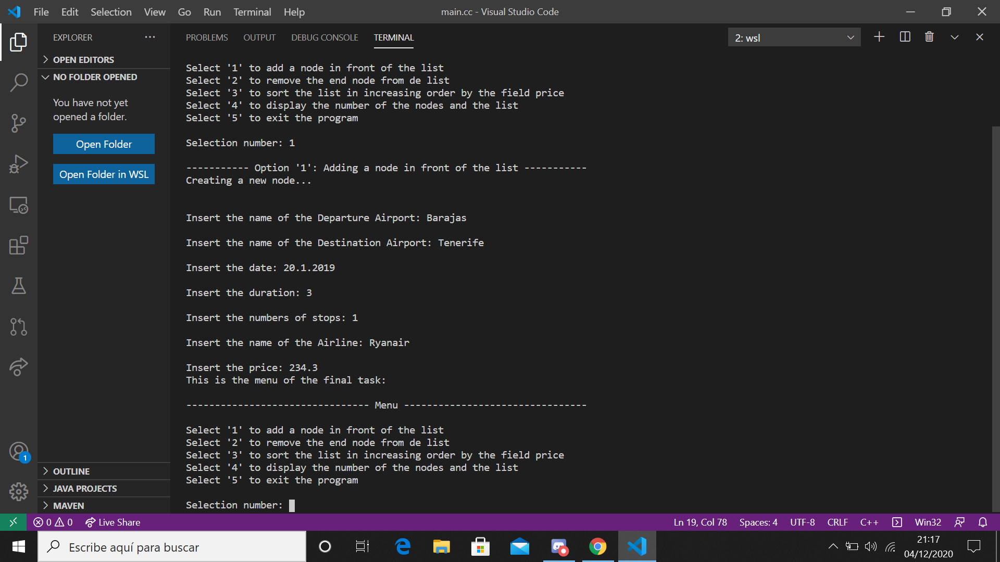 File Edit Selection View Go Run Terminal Help
main.cc - Visual Studio Code
EXPLORER
OPEN EDITORS
NO FOLDER OPENED
You have not yet
opened a folder.
Open Folder
Open Folder in WSL
OUTLINE
JAVA PROJECTS
MAVEN
1
PROBLEMS OUTPUT DEBUG CONSOLE TERMINAL
2: wsl
Select '1' to add a node in front of the list
Select '2' to remove the end node from de list
Select '3' to sort the list in increasing order by the field price
Select '4' to display the number of the nodes and the list
Select '5' to exit the program
Selection number: 1
----------- Option '1': Adding a node in front of the list -----------
Creating a new node...
Insert the name of the Departure Airport: Barajas
Insert the name of the Destination Airport: Tenerife
Insert the date: 20.1.2019
Insert the duration: 3
Insert the numbers of stops: 1
Insert the name of the Airline: Ryanair
Insert the price: 234.3
This is the menu of the final task:
-------------------------------- Menu --------------------------------
Select '1' to add a node in front of the list
Select '2' to remove the end node from de list
Select '3' to sort the list in increasing order by the field price
Select '4' to display the number of the nodes and the list
Select '5' to exit the program
Selection number:
0 0 Live Share
Ln 19, Col 78 Spaces: 4 UTF-8 CRLF C++ Win32
Escribe aquí para buscar
21:17
04/12/2020